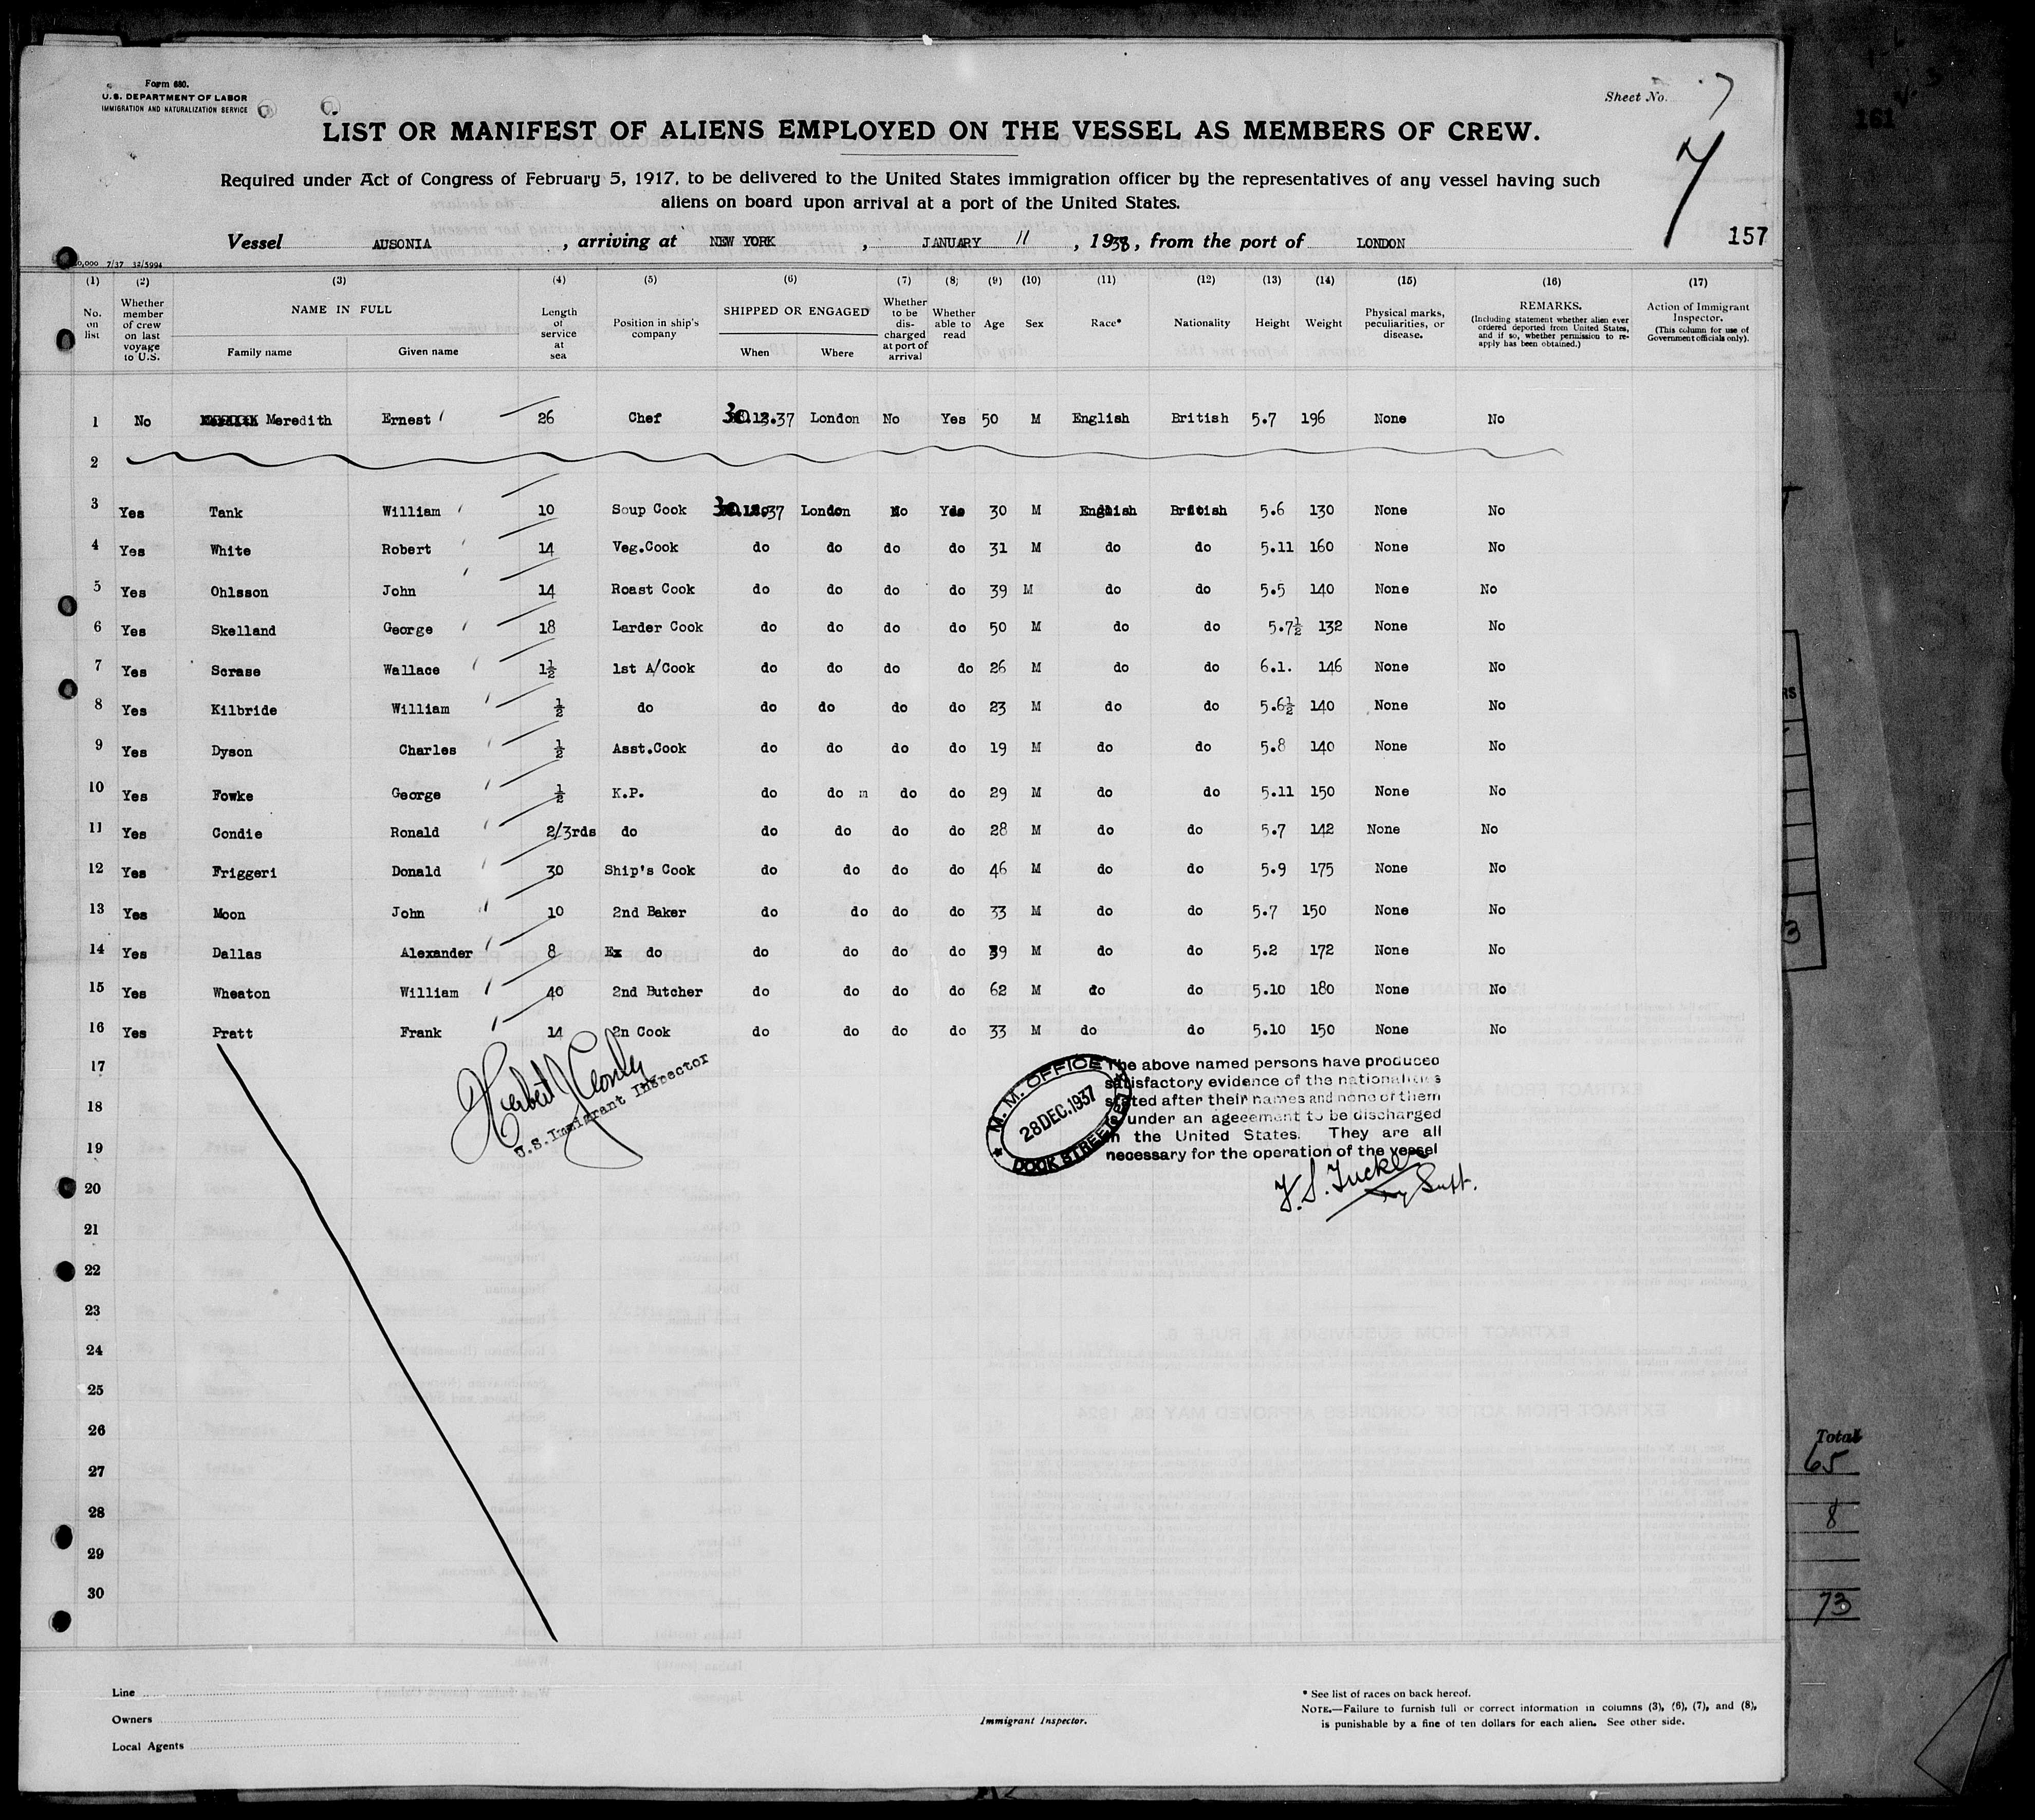 Form 680.
U.S. DEPARTMENT OF LABOR
IMMIGRATION AND NATURALIZATION SERVICE
Sheet No. 7
7
LIST OR MANIFEST OF ALIENS EMPLOYED ON THE VESSEL AS MEMBERS OF CREW.
Required under Act of Congress of February 5, 1917, to be delivered to the United States immigration officer by the representatives of any vessel having such
aliens on board upon arrival at a port of the United States.
Vessel AUSONIA, arriving at NEW YORK, JANUARY 11, 1938, from the port of LONDON
157
161
7/37 32/5994
(1) (2) (3) (4) (5) (6) (7) (8) (9) (10) (11) (12) (13) (14) (15) (16) (17)
No. on list
Whether member of crew on last voyage to U.S.
NAME IN FULL
Family name Given name
Length of service at sea
Position in ship's company
SHIPPED OR ENGAGED
When Where
Whether to be discharged at port of arrival
Whether able to read
Age
Sex
Race*
Nationality
Height
Weight
Physical marks, peculiarities, or disease.
REMARKS.
(Including statement whether alien ever ordered deported from United States, and if so, whether permission to reapply has been obtained.)
Action of Immigrant Inspector.
(This column for use of Government officials only).
1 No Meredith Ernest 26 Chef 30.12.37 London No Yes 50 M English British 5.7 196 None No
2
3 Yes Tank William 10 Soup Cook 30.12.37 London No Yes 30 M English British 5.6 130 None No
4 Yes White Robert 14 Veg.Cook do do do do 31 M do do 5.11 160 None No
5 Yes Ohlsson John 14 Roast Cook do do do do 39 M do do 5.5 140 None No
6 Yes Skelland George 18 Larder Cook do do do do 50 M do do 5.7½ 132 None No
7 Yes Scrase Wallace 1½ 1st A/Cook do do do do 26 M do do 6.1. 146 None No
8 Yes Kilbride William ½ do do do do do 23 M do do 5.6½ 140 None No
9 Yes Dyson Charles ½ Asst.Cook do do do do 19 M do do 5.8 140 None No
10 Yes Fowke George ½ K.P. do do m do do 29 M do do 5.11 150 None No
11 Yes Condie Ronald 2/3rds do do do do do 28 M do do 5.7 142 None No
12 Yes Friggeri Donald 30 Ship's Cook do do do do 46 M do do 5.9 175 None No
13 Yes Moon John 10 2nd Baker do do do do 33 M do do 5.7 150 None No
14 Yes Dallas Alexander 8 Ex do do do do do 39 M do do 5.2 172 None No
15 Yes Wheaton William 40 2nd Butcher do do do do 62 M do do 5.10 180 None No
16 Yes Pratt Frank 14 2n Cook do do do do 33 M do do 5.10 150 None No
17
18
19
20
21
22
23
24
25
26
27
28
29
30
Herbert J
U.S. Immigrant Inspector
M. M. OFFICE
28 DEC. 1937
DOCK STREET
The above named persons have produced
satisfactory evidence of the nationalities
stated after their names and none of them
under an ageeement to be discharged
in the United States. They are all
necessary for the operation of the vessel
F. S. Tucker
Supt.
Total
65
8
73
Line
Owners
Local Agents
Immigrant Inspector.
* See list of races on back hereof.
NOTE.—Failure to furnish full or correct information in columns (3), (6), (7), and (8),
is punishable by a fine of ten dollars for each alien. See other side.